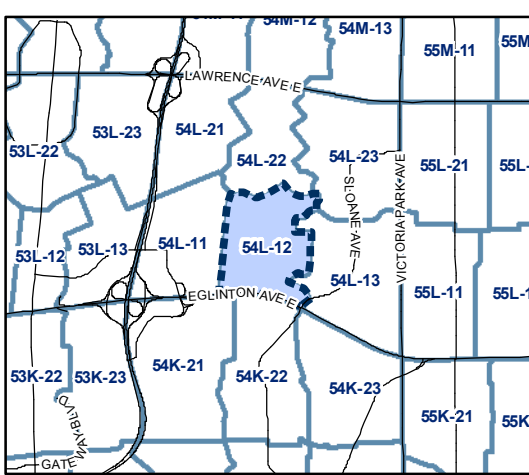 54M-12
54M-13
55M-11
55M
LAWRENCE AVE E
53L-23
54L-21
53L-22
54L-22
54L-23
55L-21
55L-
SLOANE AVE
VICTORIA PARK AVE
53L-12
53L-13
54L-11
54L-12
54L-13
55L-11
55L-1
EGLINTON AVE E
53K-22
53K-23
54K-21
54K-22
54K-23
55K-21
55K
GATEWAY BLVD